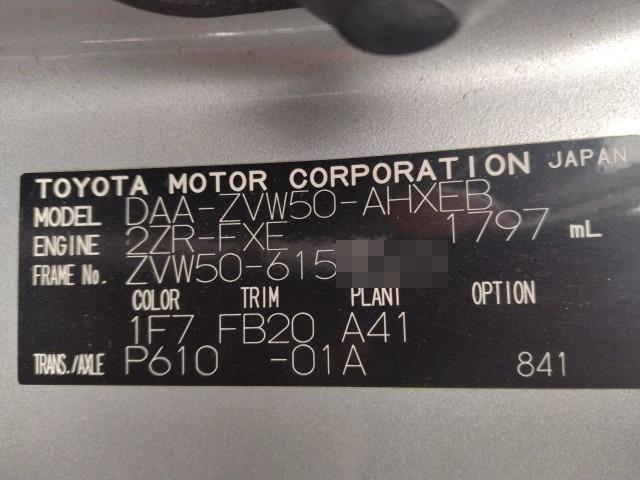 TOYOTA MOTOR CORPORATION JAPAN
MODEL DAA-ZVW50-AHXEB
ENGINE 2ZR-FXE 1797 mL
FRAME No. ZVW50-615
COLOR TRIM PLANT OPTION
1F7 FB20 A41
TRANS./AXLE P610 -01A 841